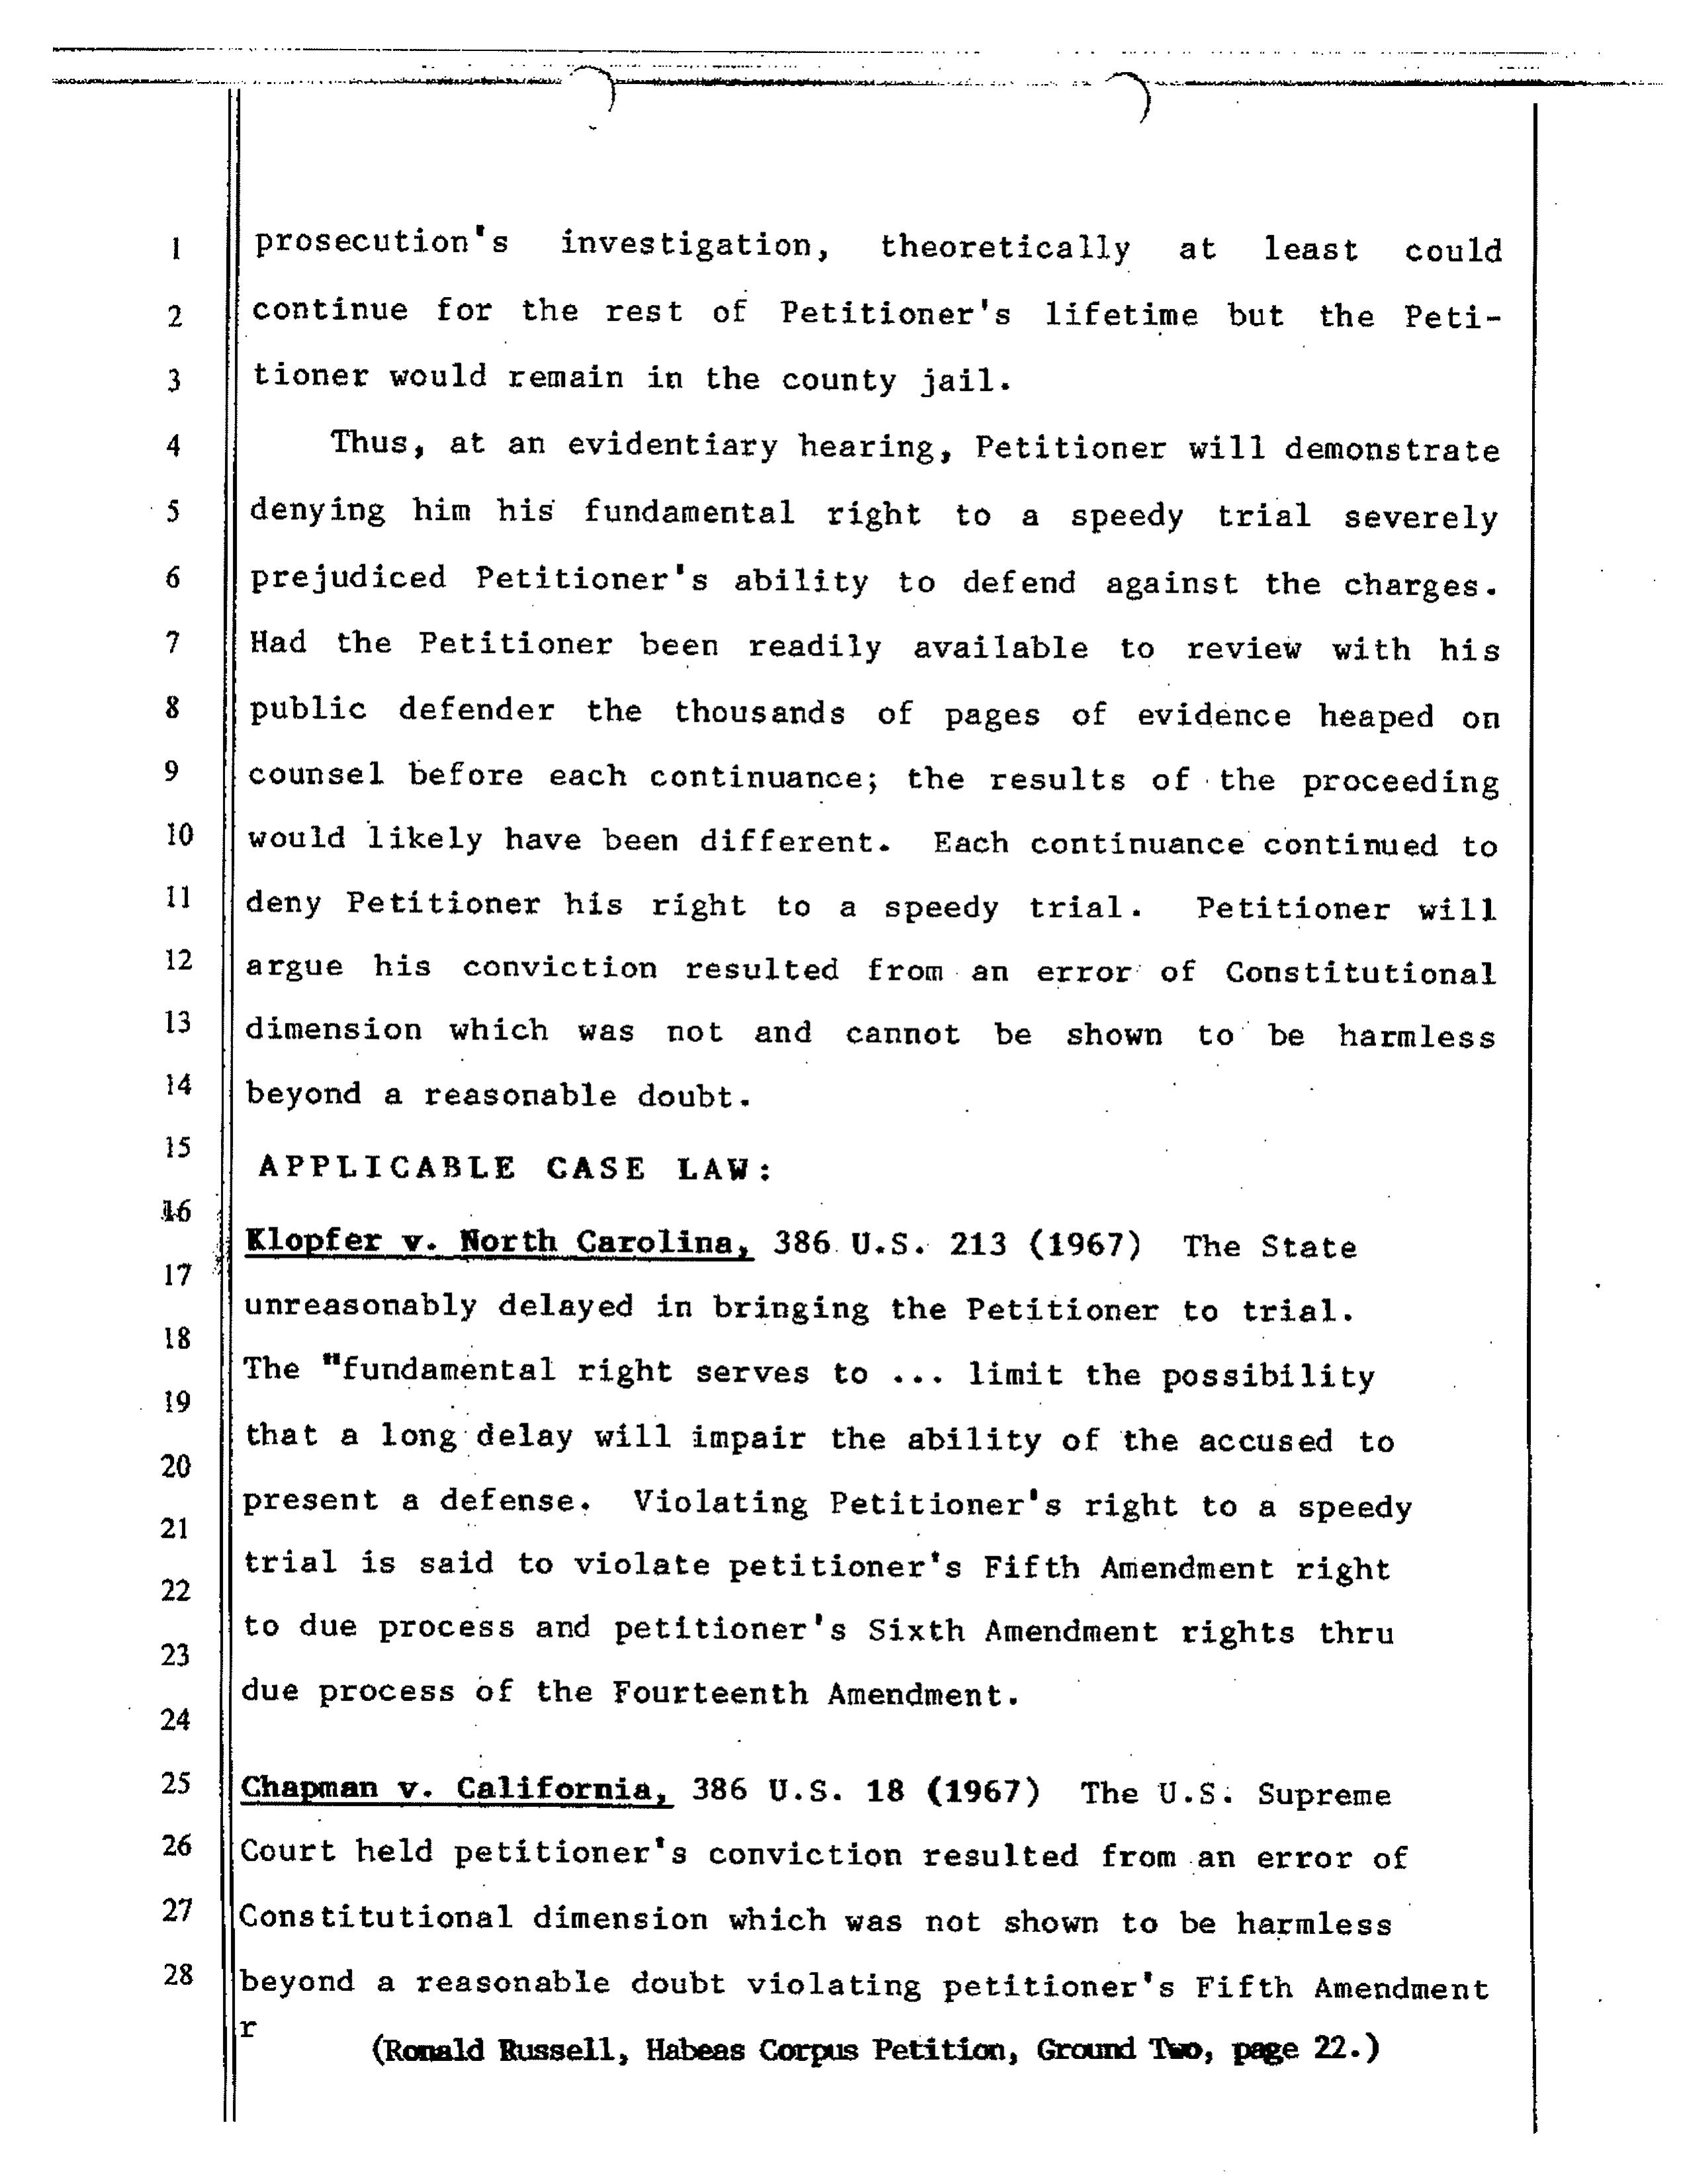 1 prosecution's investigation, theoretically at least could
2 continue for the rest of Petitioner's lifetime but the Peti-
3 tioner would remain in the county jail.
4 Thus, at an evidentiary hearing, Petitioner will demonstrate
5 denying him his fundamental right to a speedy trial severely
6 prejudiced Petitioner's ability to defend against the charges.
7 Had the Petitioner been readily available to review with his
8 public defender the thousands of pages of evidence heaped on
9 counsel before each continuance; the results of the proceeding
10 would likely have been different. Each continuance continued to
11 deny Petitioner his right to a speedy trial. Petitioner will
12 argue his conviction resulted from an error of Constitutional
13 dimension which was not and cannot be shown to be harmless
14 beyond a reasonable doubt.
15 APPLICABLE CASE LAW:
16
Klopfer v. North Carolina, 386 U.S. 213 (1967) The State
17
unreasonably delayed in bringing the Petitioner to trial.
18
The "fundamental right serves to ... limit the possibility
19
that a long delay will impair the ability of the accused to
20
present a defense. Violating Petitioner's right to a speedy
21
trial is said to violate petitioner's Fifth Amendment right
22
to due process and petitioner's Sixth Amendment rights thru
23
due process of the Fourteenth Amendment.
24
25 Chapman v. California, 386 U.S. 18 (1967) The U.S. Supreme
26 Court held petitioner's conviction resulted from an error of
27 Constitutional dimension which was not shown to be harmless
28 beyond a reasonable doubt violating petitioner's Fifth Amendment
r
(Ronald Russell, Habeas Corpus Petition, Ground Two, page 22.)